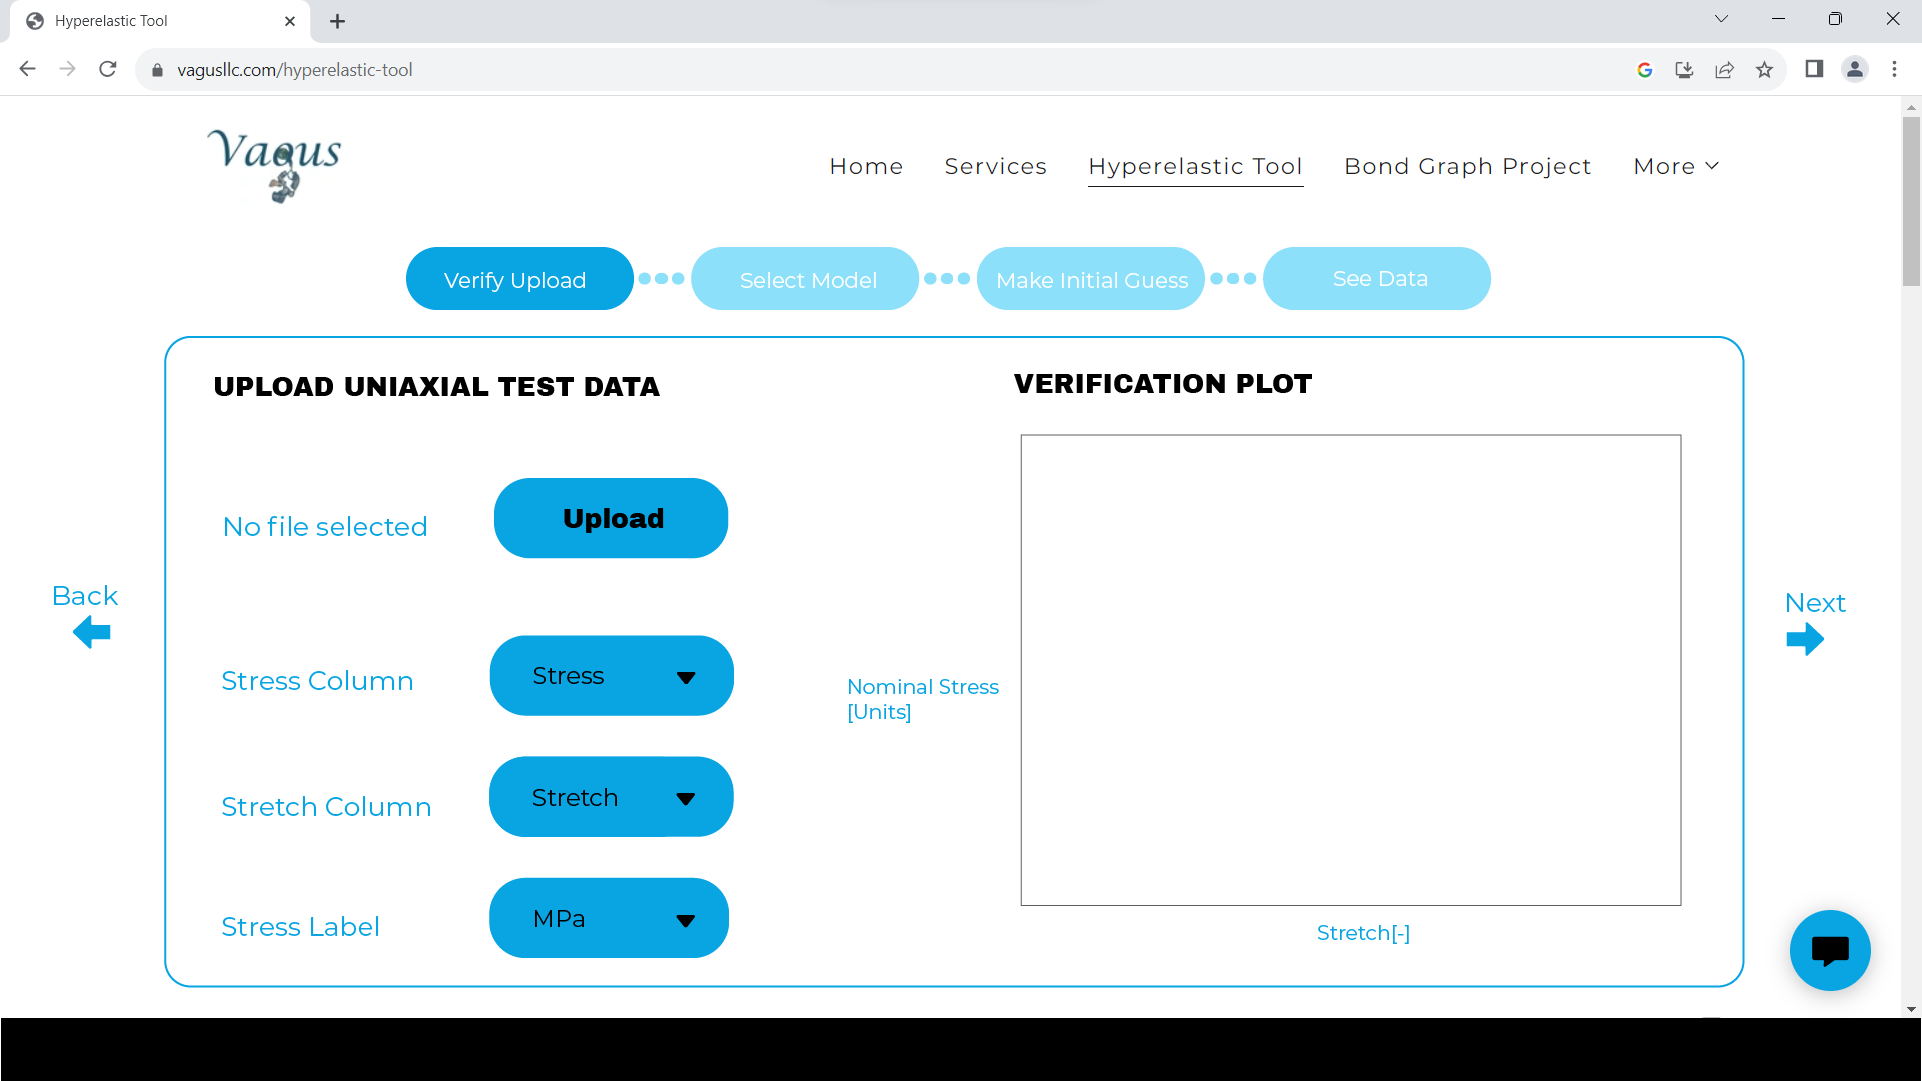 Hyperelastic Tool
vagusllc.com/hyperelastic-tool
Vagus
Home Services Hyperelastic Tool Bond Graph Project More
Verify Upload Select Model Make Initial Guess See Data
UPLOAD UNIAXIAL TEST DATA
VERIFICATION PLOT
No file selected
Upload
Back
Next
Stress Column
Stress
Nominal Stress
[Units]
Stretch Column
Stretch
Stress Label
MPa
Stretch[-]